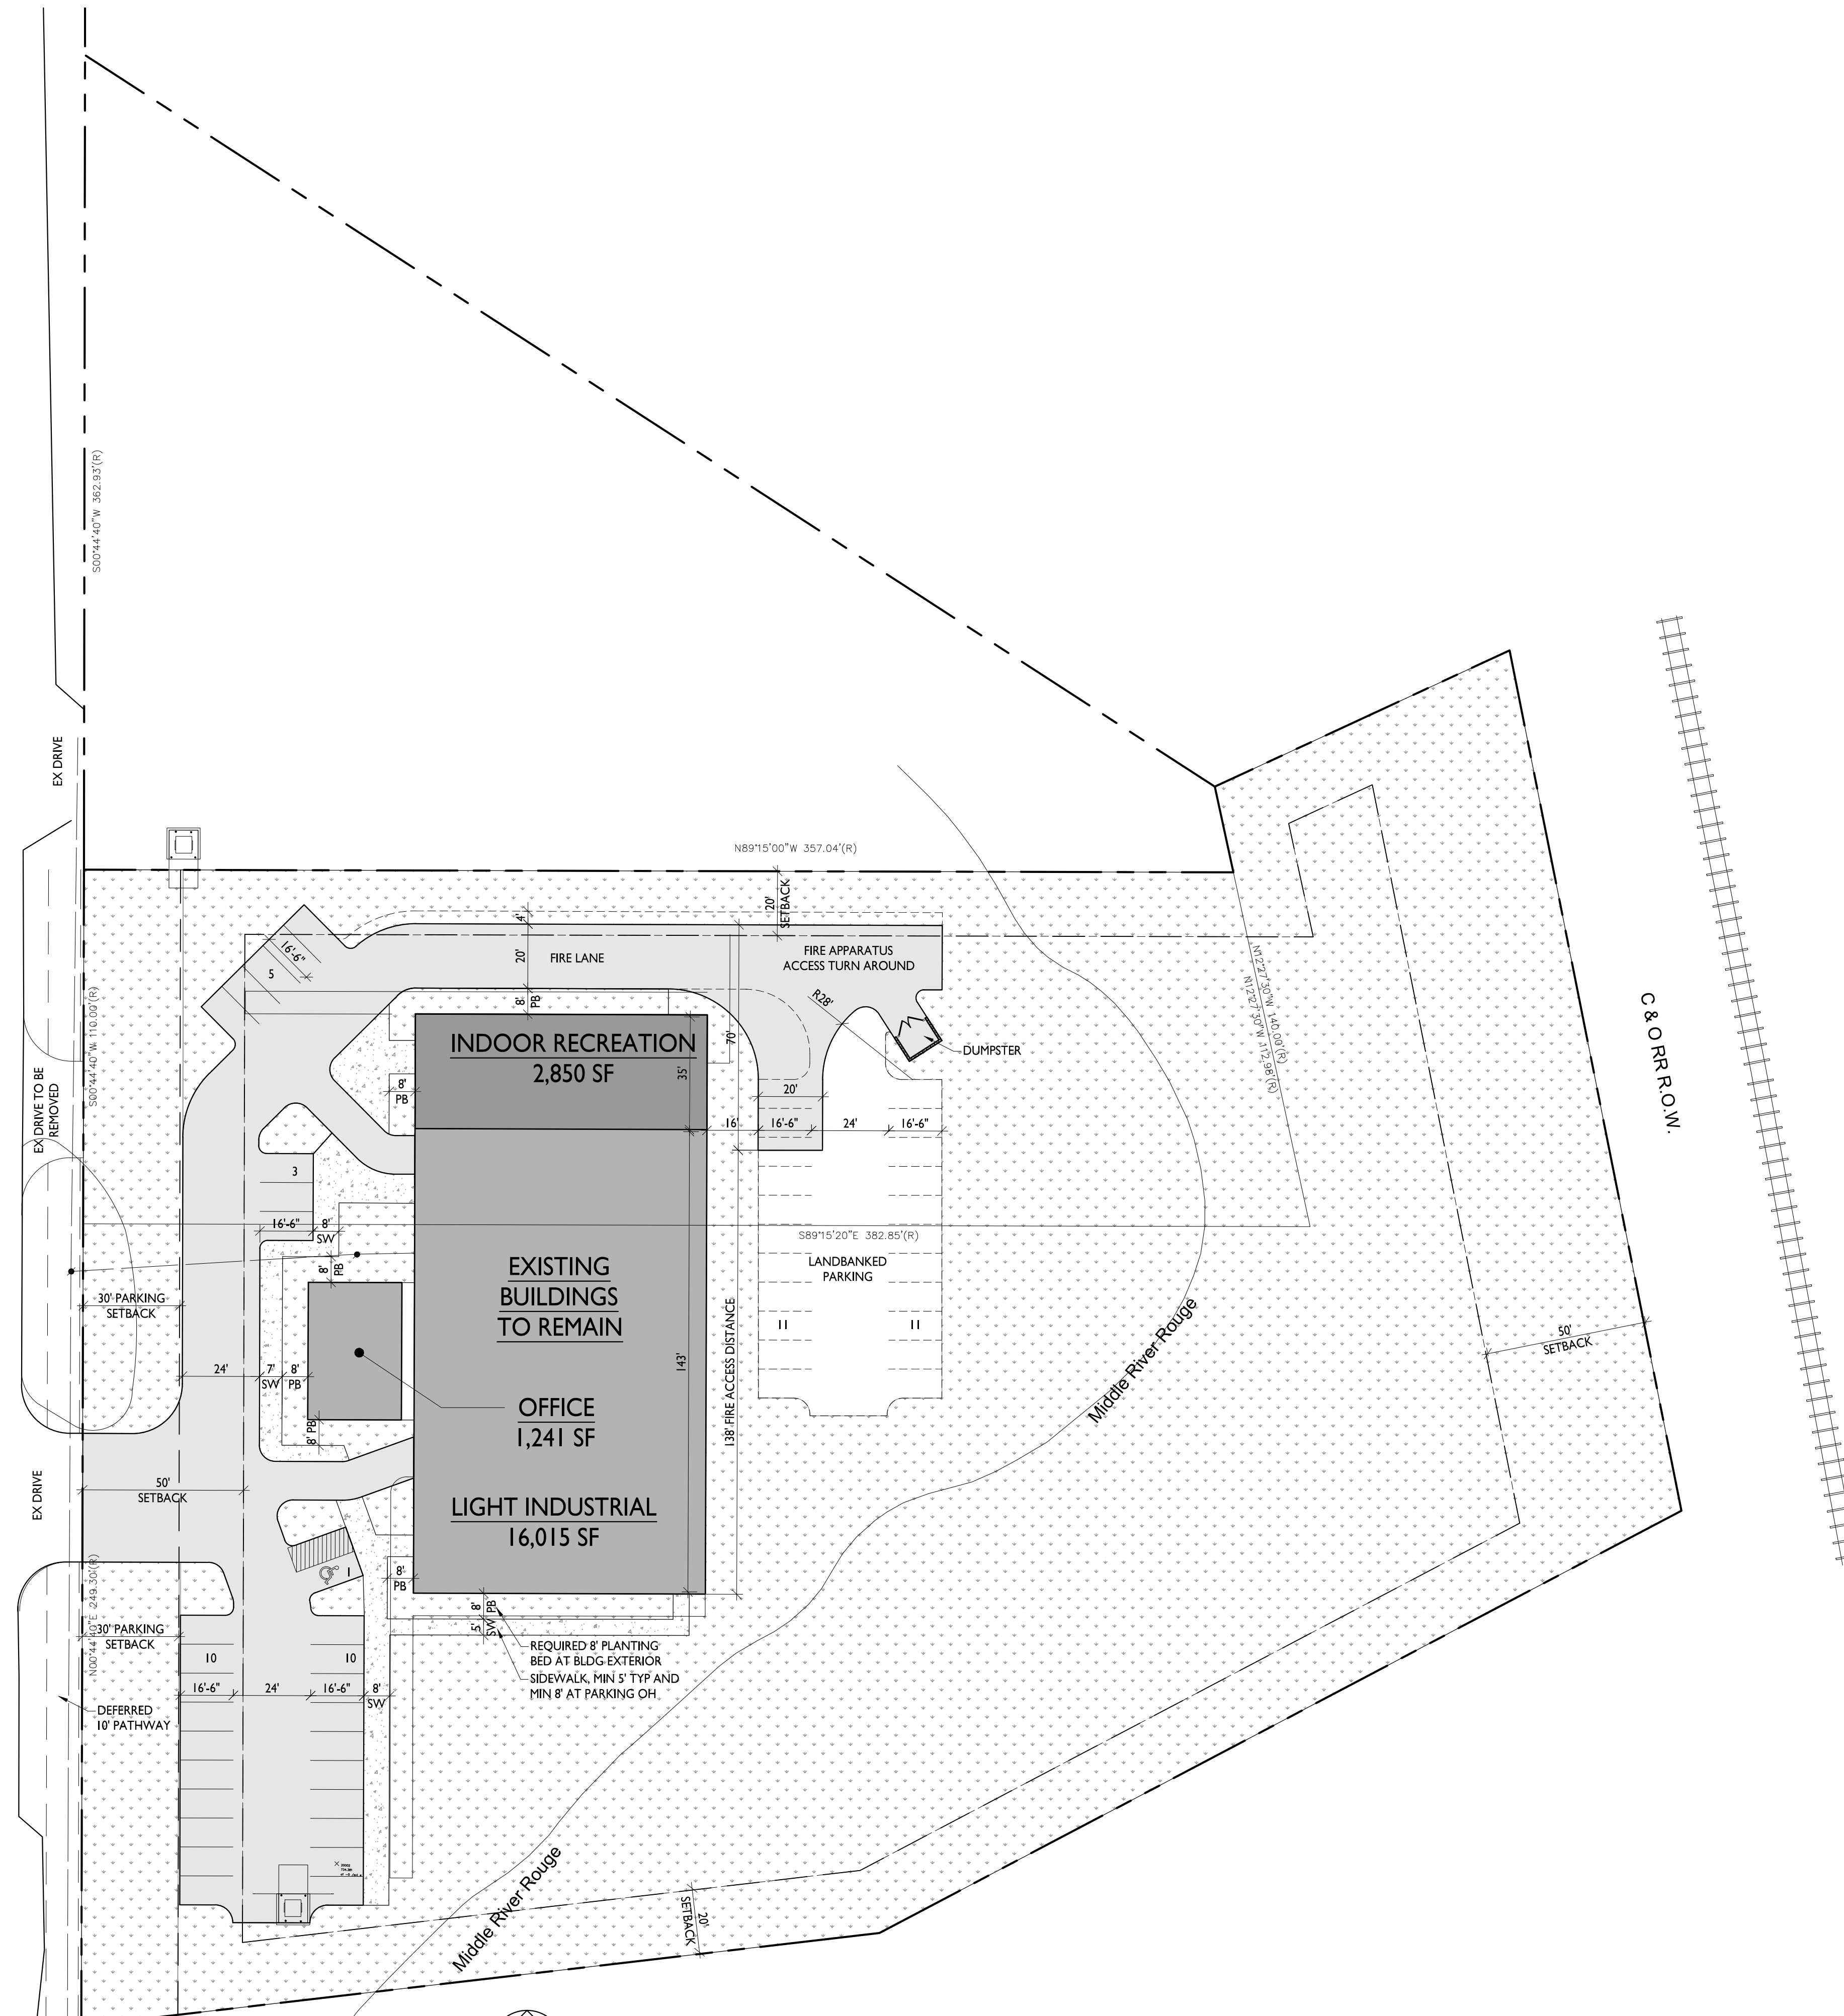 S00°44'40"W 362.93'(R)
EX DRIVE
N89°15'00"W 357.04'(R)
20'
SETBACK
4'
16'-6"
5
20'
FIRE LANE
FIRE APPARATUS
ACCESS TURN AROUND
N12°27'30"W 140.00'(R)
N12°27'30"W 112.98'(R)
C & O RR R.O.W.
S00°44'40"W 110.00'(R)
8'
PB
R28'
INDOOR RECREATION
2,850 SF
70'
35'
DUMPSTER
EX DRIVE TO BE
REMOVED
8'
PB
20'
16'
16'-6"
24'
16'-6"
3
16'-6"
8'
SW
S89°15'20"E 382.85'(R)
8'
PB
EXISTING
BUILDINGS
TO REMAIN
LANDBANKED
PARKING
30' PARKING
SETBACK
11
11
138' FIRE ACCESS DISTANCE
143'
Middle River Rouge
50'
SETBACK
24'
7'
SW
8'
PB
OFFICE
1,241 SF
8' PB
50'
SETBACK
EX DRIVE
LIGHT INDUSTRIAL
16,015 SF
1
8'
PB
N00°44'40"E 249.30'(R)
8'
PB
5'
SW
30' PARKING
SETBACK
REQUIRED 8' PLANTING
BED AT BLDG EXTERIOR
SIDEWALK, MIN 5' TYP AND
MIN 8' AT PARKING OH
10
10
16'-6"
24'
16'-6"
8'
SW
DEFERRED
10' PATHWAY
Middle River Rouge
20'
SETBACK